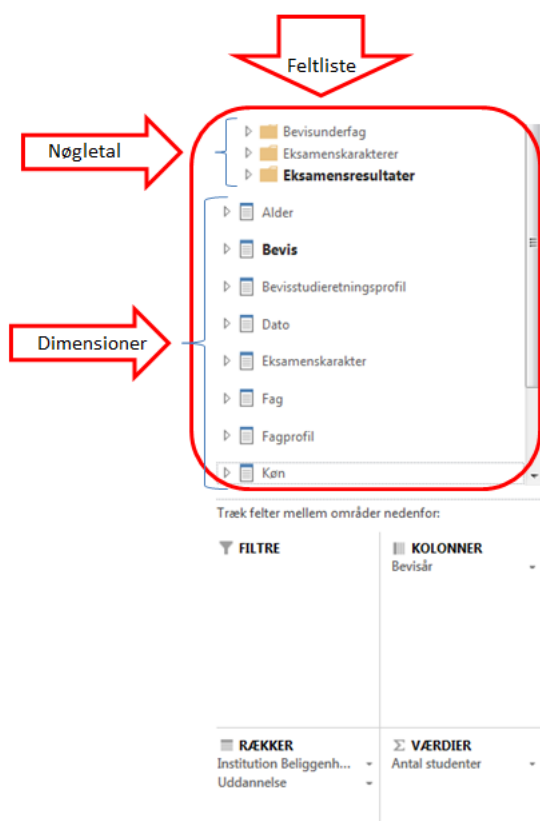 Feltliste
Nøgletal
Bevisunderfag
Eksamenskarakterer
Eksamensresultater
Dimensioner
Alder
Bevis
Bevisstudieretningsprofil
Dato
Eksamenskarakter
Fag
Fagprofil
Køn
Træk felter mellem områder nedenfor:
FILTRE
KOLONNER
Bevisår
RÆKKER
Institution Beliggenh...
Uddannelse
Σ VÆRDIER
Antal studenter